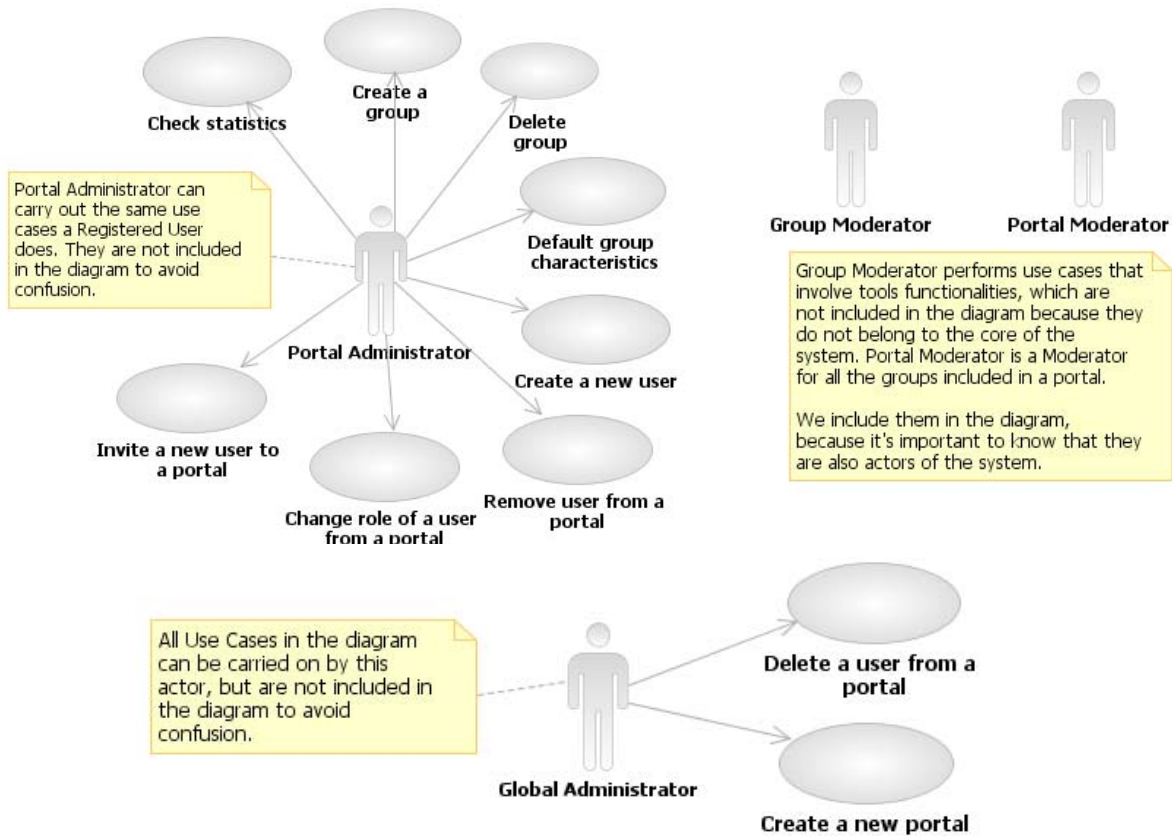 Check statistics
Create a
group
Delete
group
Portal Administrator can
carry out the same use
cases a Registered User
does. They are not included
in the diagram to avoid
confusion.
Default group
characteristics
Portal Administrator
Create a new user
Invite a new user to
a portal
Change role of a user
from a portal
Remove user from a
portal
Group Moderator
Portal Moderator
Group Moderator performs use cases that
involve tools functionalities, which are
not included in the diagram because they
do not belong to the core of the
system. Portal Moderator is a Moderator
for all the groups included in a portal.
We include them in the diagram,
because it's important to know that they
are also actors of the system.
All Use Cases in the diagram
can be carried on by this
actor, but are not included in
the diagram to avoid
confusion.
Global Administrator
Delete a user from a
portal
Create a new portal